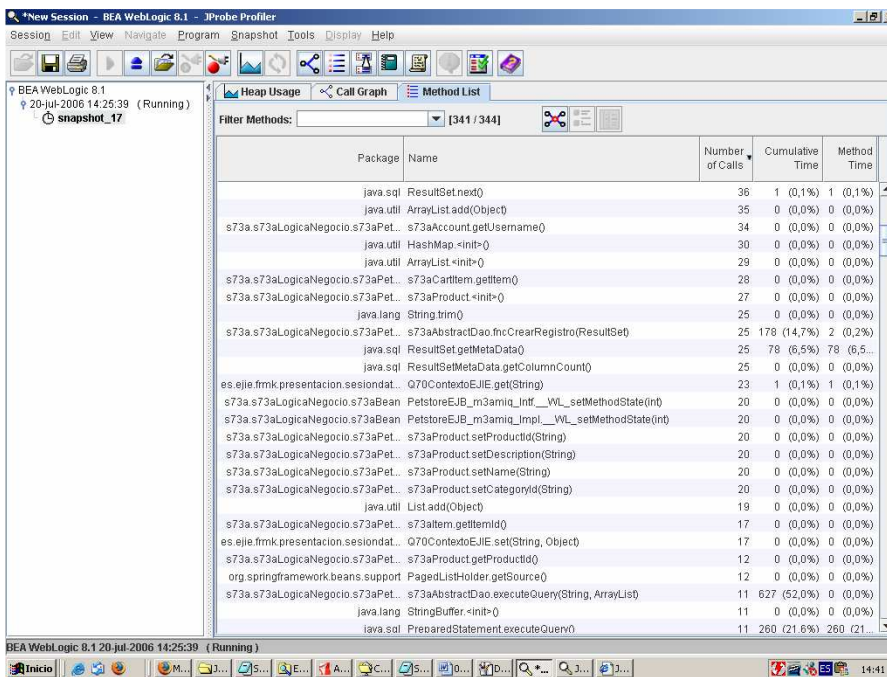 *New Session - BEA WebLogic 8.1 - JProbe Profiler
Session Edit View Navigate Program Snapshot Tools Display Help
BEA WebLogic 8.1
20-jul-2006 14:25:39 (Running)
snapshot_17
Heap Usage Call Graph Method List
Filter Methods: [341 / 344]
Package Name Number of Calls Cumulative Time Method Time
java.sql ResultSet.next() 36 1 (0,1%) 1 (0,1%)
java.util ArrayList.add(Object) 35 0 (0,0%) 0 (0,0%)
s73a.s73aLogicaNegocio.s73aPet... s73aAccount.getUsername() 34 0 (0,0%) 0 (0,0%)
java.util HashMap.<init>() 30 0 (0,0%) 0 (0,0%)
java.util ArrayList.<init>() 29 0 (0,0%) 0 (0,0%)
s73a.s73aLogicaNegocio.s73aPet... s73aCartItem.getItem() 28 0 (0,0%) 0 (0,0%)
s73a.s73aLogicaNegocio.s73aPet... s73aProduct.<init>() 27 0 (0,0%) 0 (0,0%)
java.lang String.trim() 25 0 (0,0%) 0 (0,0%)
s73a.s73aLogicaNegocio.s73aPet... s73aAbstractDao.fncCrearRegistro(ResultSet) 25 178 (14,7%) 2 (0,2%)
java.sql ResultSet.getMetaData() 25 78 (6,5%) 78 (6,5...
java.sql ResultSetMetaData.getColumnCount() 25 0 (0,0%) 0 (0,0%)
es.ejie.frmk.presentacion.sesiondat... Q70ContextoEJIE.get(String) 23 1 (0,1%) 1 (0,1%)
s73a.s73aLogicaNegocio.s73aBean PetstoreEJB_m3amiq_Intf.__WL_setMethodState(int) 20 0 (0,0%) 0 (0,0%)
s73a.s73aLogicaNegocio.s73aBean PetstoreEJB_m3amiq_Impl.__WL_setMethodState(int) 20 0 (0,0%) 0 (0,0%)
s73a.s73aLogicaNegocio.s73aPet... s73aProduct.setProductId(String) 20 0 (0,0%) 0 (0,0%)
s73a.s73aLogicaNegocio.s73aPet... s73aProduct.setDescription(String) 20 0 (0,0%) 0 (0,0%)
s73a.s73aLogicaNegocio.s73aPet... s73aProduct.setName(String) 20 0 (0,0%) 0 (0,0%)
s73a.s73aLogicaNegocio.s73aPet... s73aProduct.setCategoryId(String) 20 0 (0,0%) 0 (0,0%)
java.util List.add(Object) 19 0 (0,0%) 0 (0,0%)
s73a.s73aLogicaNegocio.s73aPet... s73aItem.getItemId() 17 0 (0,0%) 0 (0,0%)
es.ejie.frmk.presentacion.sesiondat... Q70ContextoEJIE.set(String, Object) 17 0 (0,0%) 0 (0,0%)
s73a.s73aLogicaNegocio.s73aPet... s73aProduct.getProductId() 12 0 (0,0%) 0 (0,0%)
org.springframework.beans.support PagedListHolder.getSource() 12 0 (0,0%) 0 (0,0%)
s73a.s73aLogicaNegocio.s73aPet... s73aAbstractDao.executeQuery(String, ArrayList) 11 627 (52,0%) 0 (0,0%)
java.lang StringBuffer.<init>() 11 0 (0,0%) 0 (0,0%)
java.sql PreparedStatement.executeQuery() 11 260 (21,6%) 260 (21...
BEA WebLogic 8.1 20-jul-2006 14:25:39 (Running)
Inicio M... J... S... E... A... C... S... 0... D... *... J... J... ES 14:41